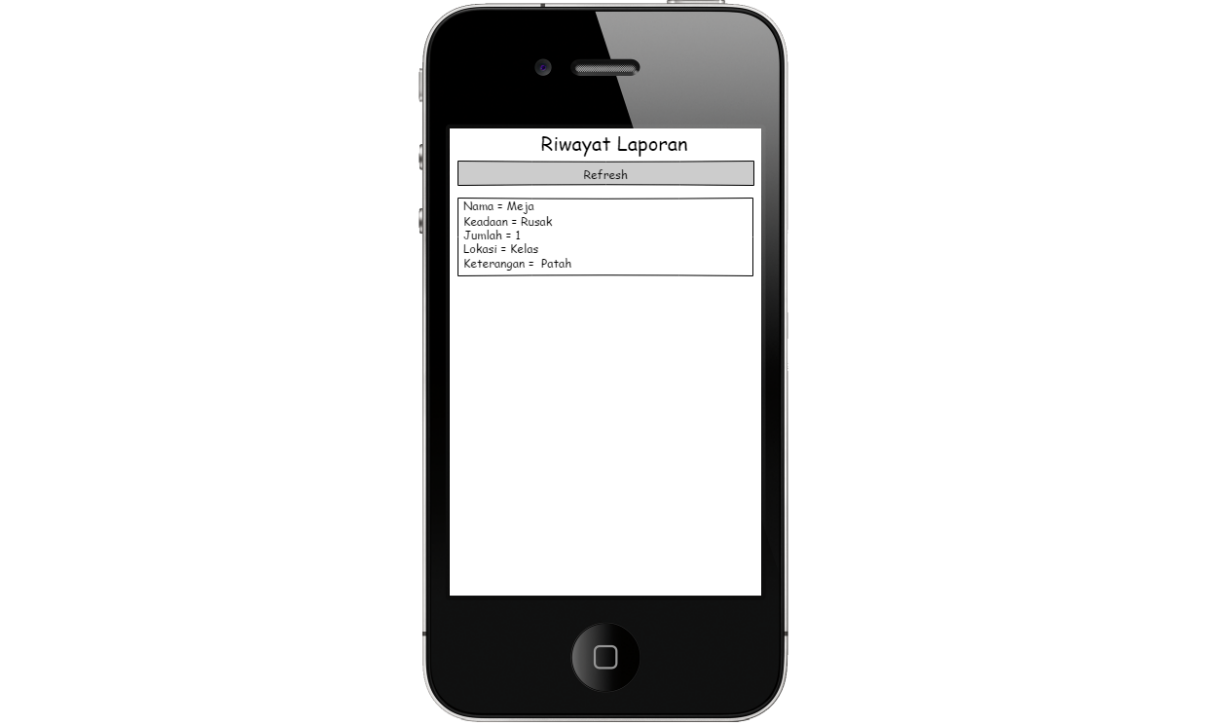 Riwayat Laporan
Refresh
Nama = Meja
Keadaan = Rusak
Jumlah = 1
Lokasi = Kelas
Keterangan = Patah